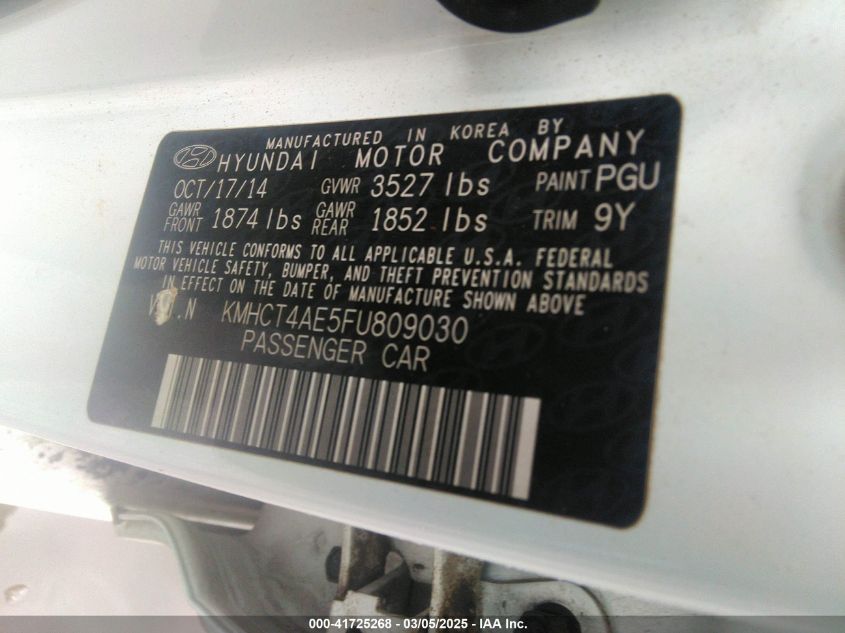 MANUFACTURED IN KOREA BY
HYUNDAI MOTOR COMPANY
OCT/17/14 GVWR 3527 lbs PAINT PGU
GAWR FRONT 1874 lbs GAWR REAR 1852 lbs TRIM 9Y
THIS VEHICLE CONFORMS TO ALL APPLICABLE U.S.A. FEDERAL
MOTOR VEHICLE SAFETY, BUMPER, AND THEFT PREVENTION STANDARDS
IN EFFECT ON THE DATE OF MANUFACTURE SHOWN ABOVE
V.I.N KMHCT4AE5FU809030
PASSENGER CAR
000-41725268 - 03/05/2025 - IAA Inc.